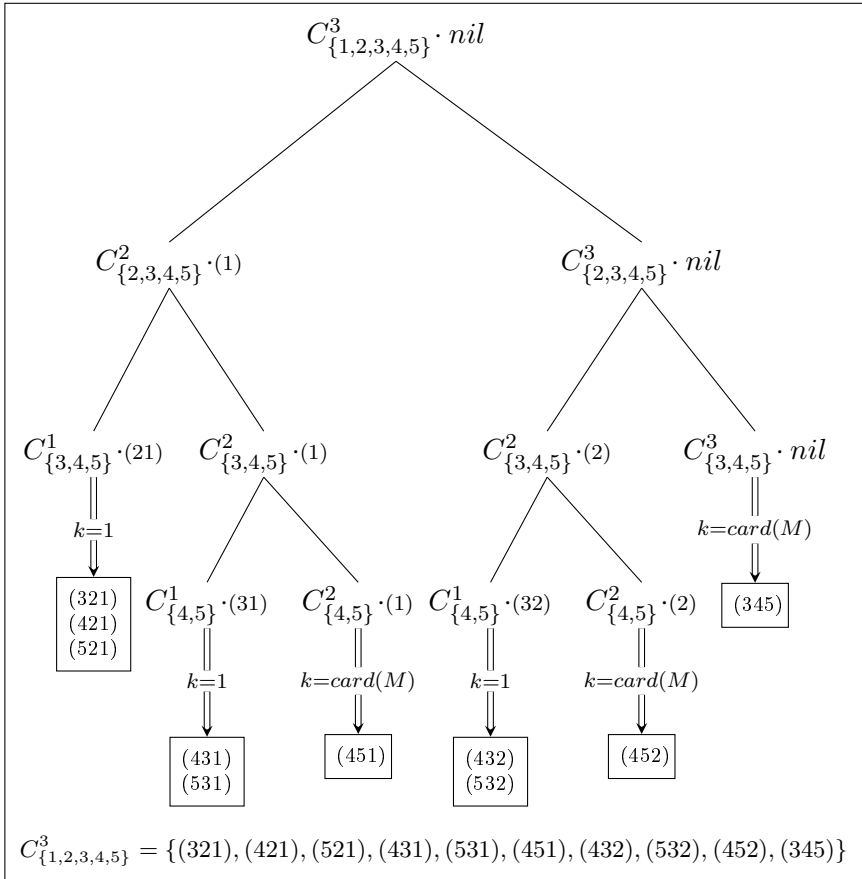 C^3_{1,2,3,4,5} · nil
C^2_{2,3,4,5} ·(1) C^3_{2,3,4,5} · nil
C^1_{3,4,5} ·(21) C^2_{3,4,5} ·(1) C^2_{3,4,5} ·(2) C^3_{3,4,5} · nil
k=1 k=card(M)
(321)
(421)
(521)
C^1_{4,5} ·(31) C^2_{4,5} ·(1) C^1_{4,5} ·(32) C^2_{4,5} ·(2)
(345)
k=1 k=card(M) k=1 k=card(M)
(431)
(531)
(451)
(432)
(532)
(452)
C^3_{1,2,3,4,5} = {(321), (421), (521), (431), (531), (451), (432), (532), (452), (345)}